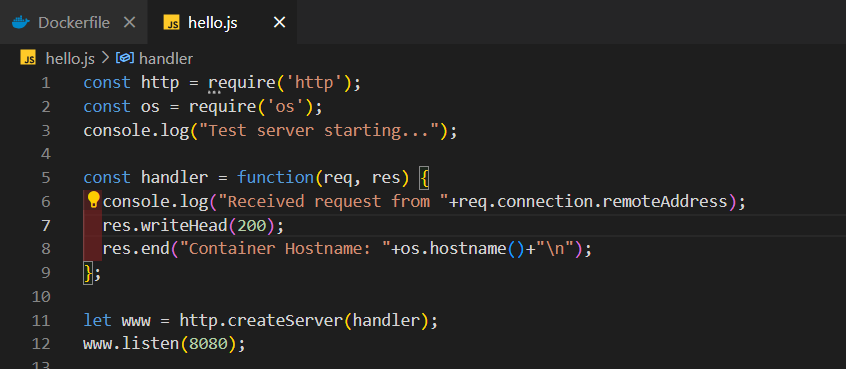 Dockerfile
JS hello.js
JS hello.js > handler
1 const http = require('http');
2 const os = require('os');
3 console.log("Test server starting...");
4
5 const handler = function(req, res) {
6   console.log("Received request from "+req.connection.remoteAddress);
7   res.writeHead(200);
8   res.end("Container Hostname: "+os.hostname()+"\n");
9 };
10
11 let www = http.createServer(handler);
12 www.listen(8080);
13